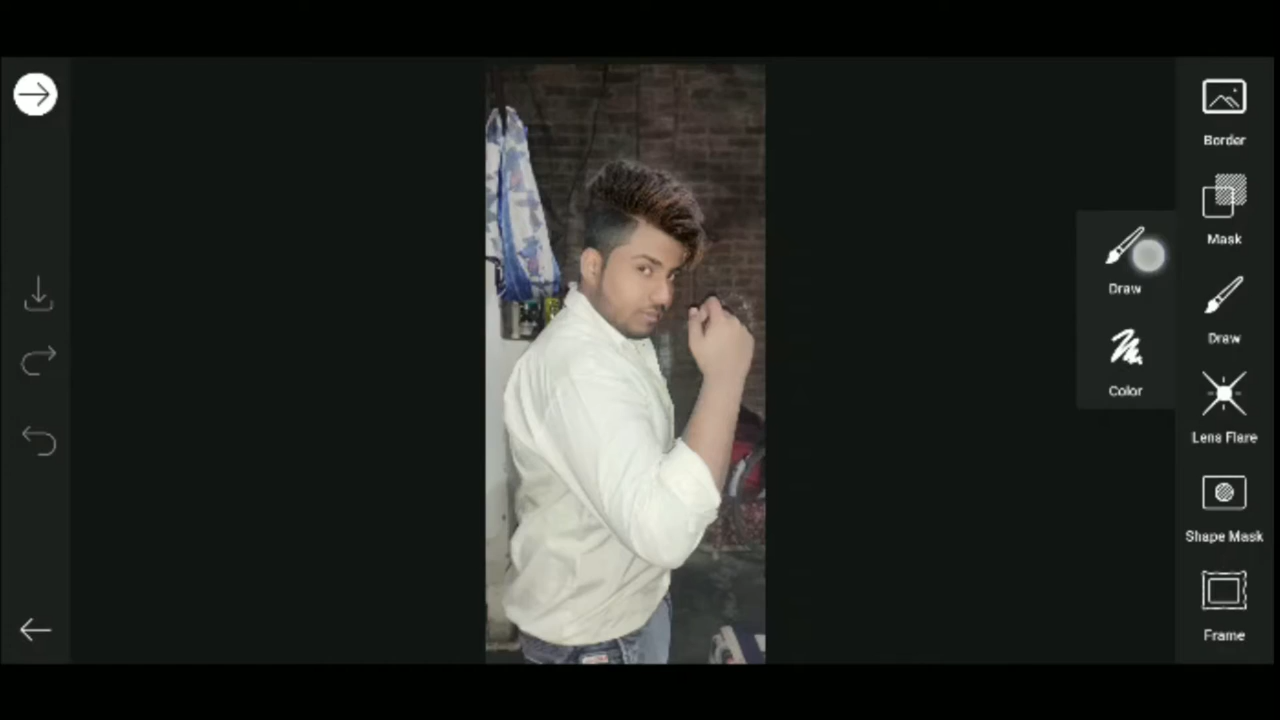 Border
Mask
Draw
Color
Draw
Lens Flare
Shape Mask
Frame